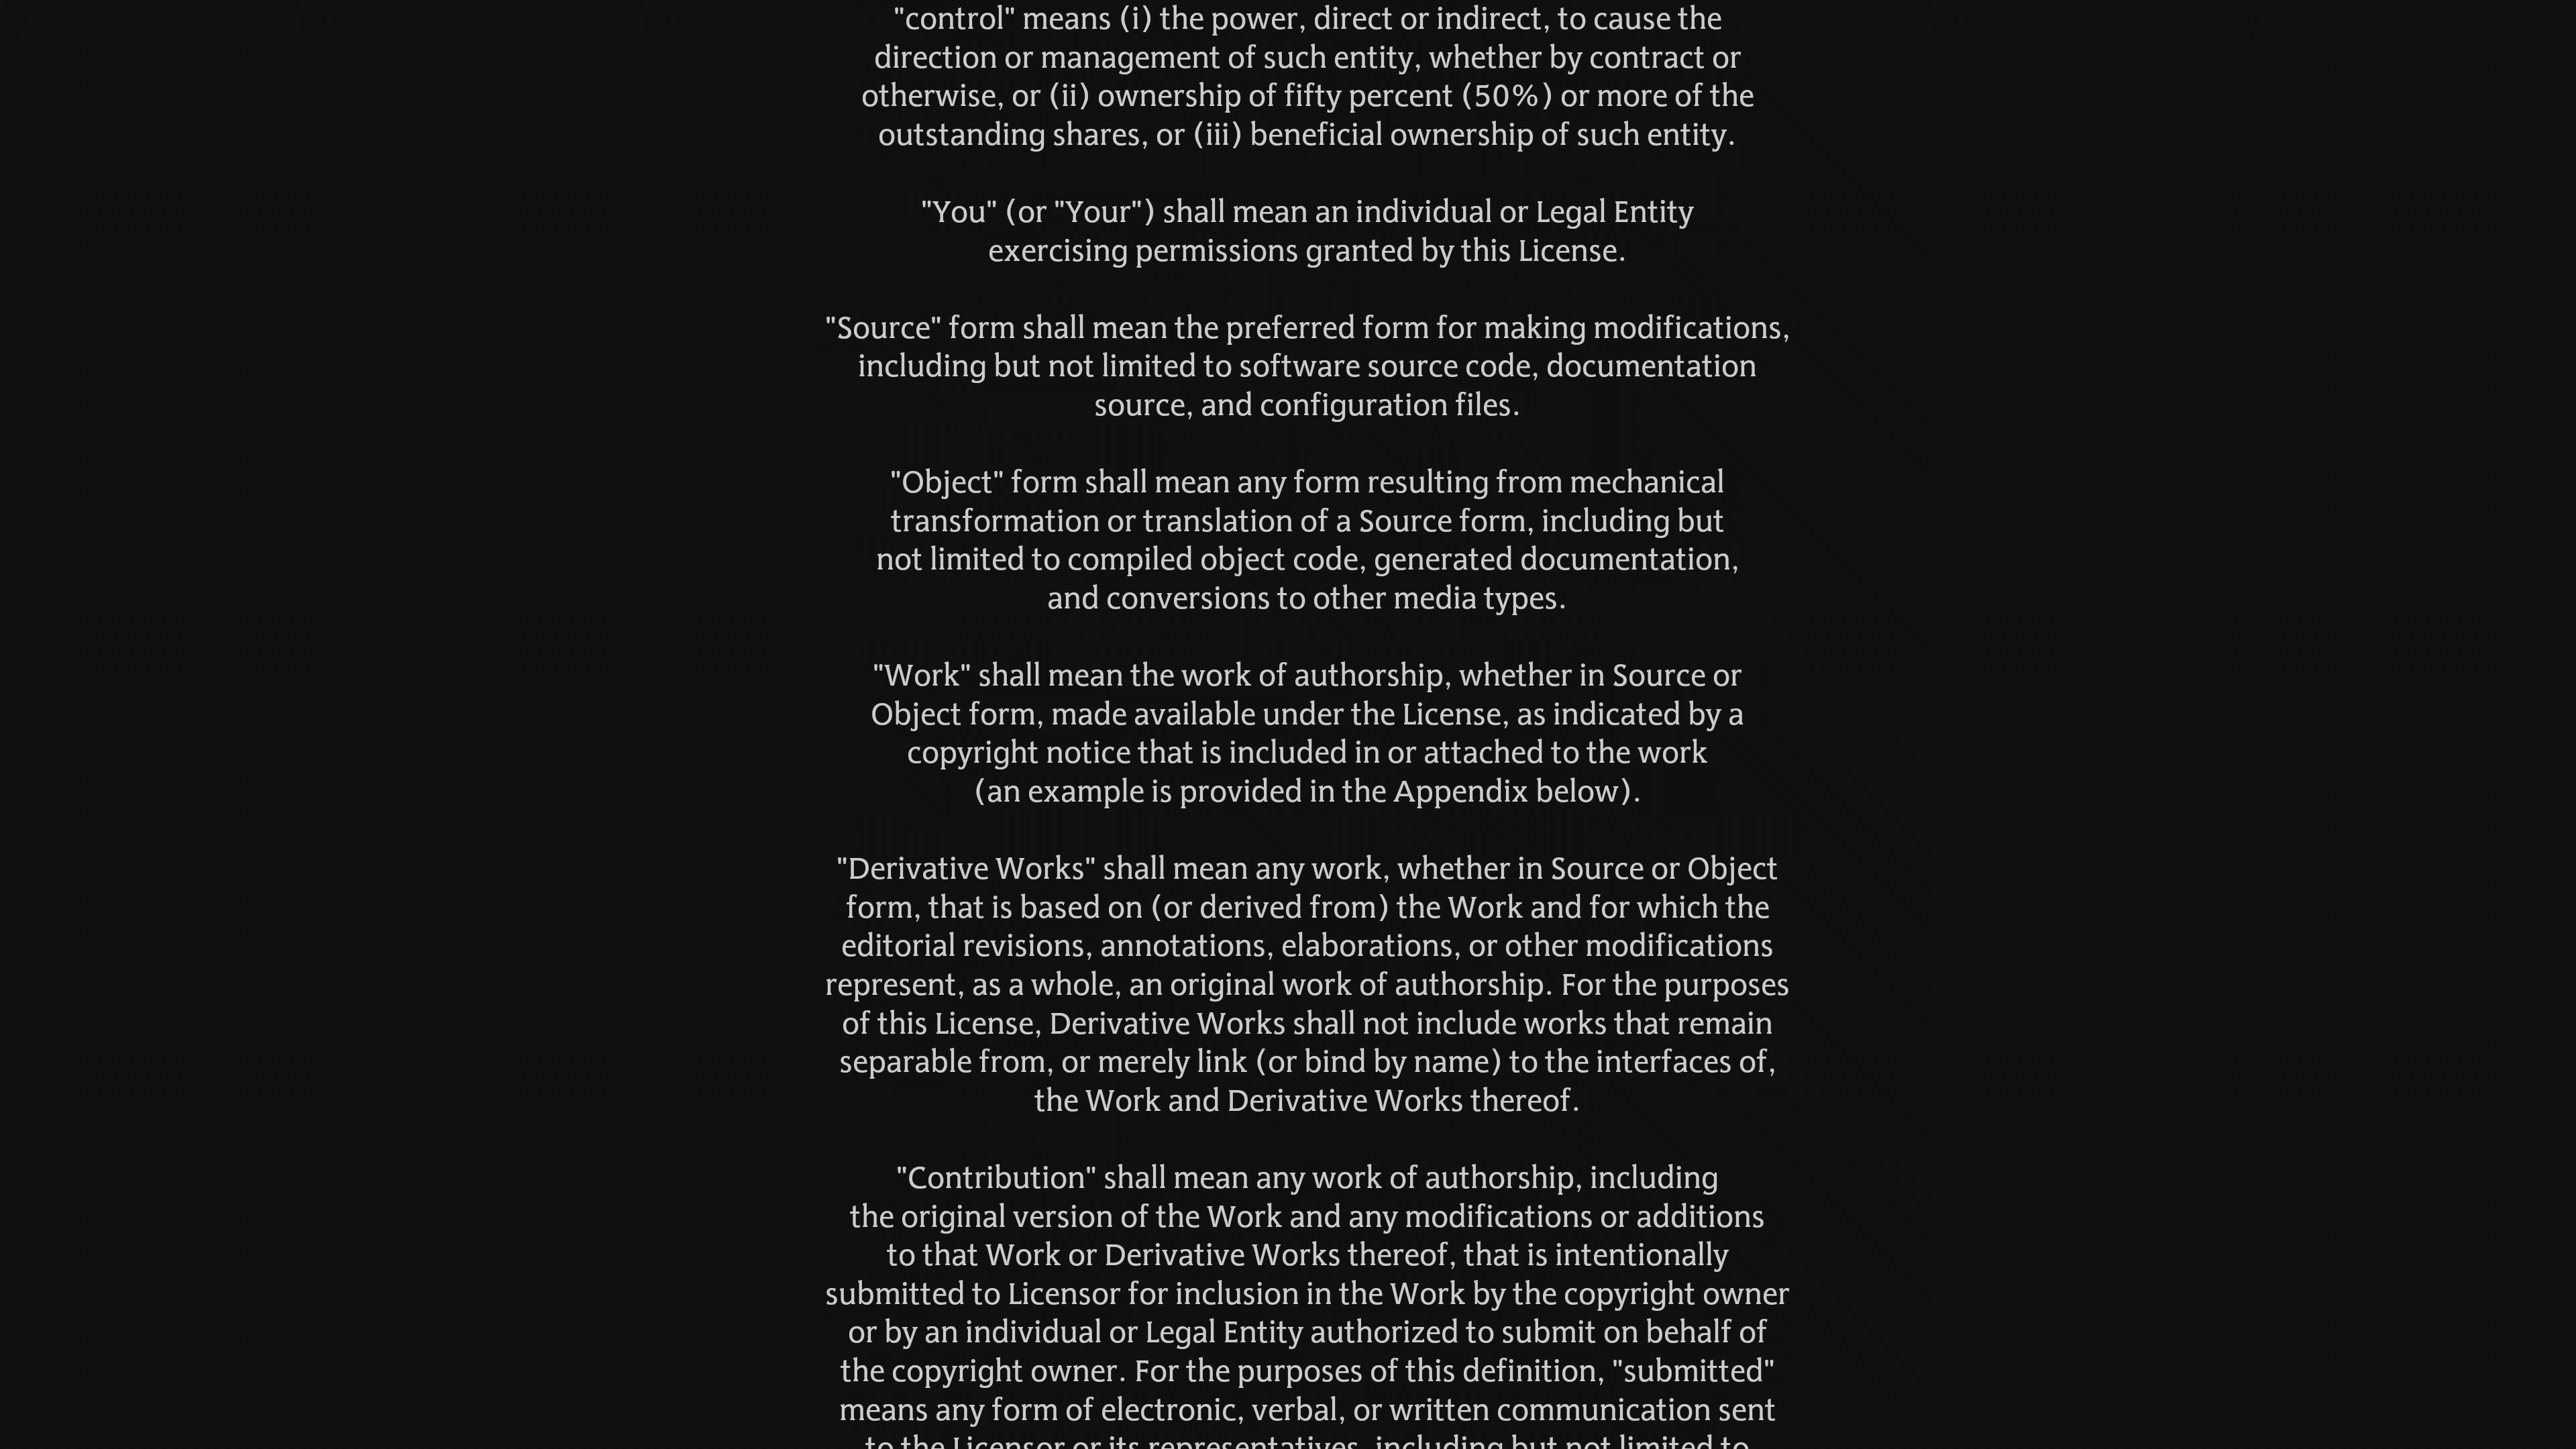 "control" means (i) the power, direct or indirect, to cause the
direction or management of such entity, whether by contract or
otherwise, or (ii) ownership of fifty percent (50%) or more of the
outstanding shares, or (iii) beneficial ownership of such entity.
"You" (or "Your") shall mean an individual or Legal Entity
exercising permissions granted by this License.
"Source" form shall mean the preferred form for making modifications,
including but not limited to software source code, documentation
source, and configuration files.
"Object" form shall mean any form resulting from mechanical
transformation or translation of a Source form, including but
not limited to compiled object code, generated documentation,
and conversions to other media types.
"Work" shall mean the work of authorship, whether in Source or
Object form, made available under the License, as indicated by a
copyright notice that is included in or attached to the work
(an example is provided in the Appendix below).
"Derivative Works" shall mean any work, whether in Source or Object
form, that is based on (or derived from) the Work and for which the
editorial revisions, annotations, elaborations, or other modifications
represent, as a whole, an original work of authorship. For the purposes
of this License, Derivative Works shall not include works that remain
separable from, or merely link (or bind by name) to the interfaces of,
the Work and Derivative Works thereof.
"Contribution" shall mean any work of authorship, including
the original version of the Work and any modifications or additions
to that Work or Derivative Works thereof, that is intentionally
submitted to Licensor for inclusion in the Work by the copyright owner
or by an individual or Legal Entity authorized to submit on behalf of
the copyright owner. For the purposes of this definition, "submitted"
means any form of electronic, verbal, or written communication sent
to the Licensor or its representatives, including but not limited to